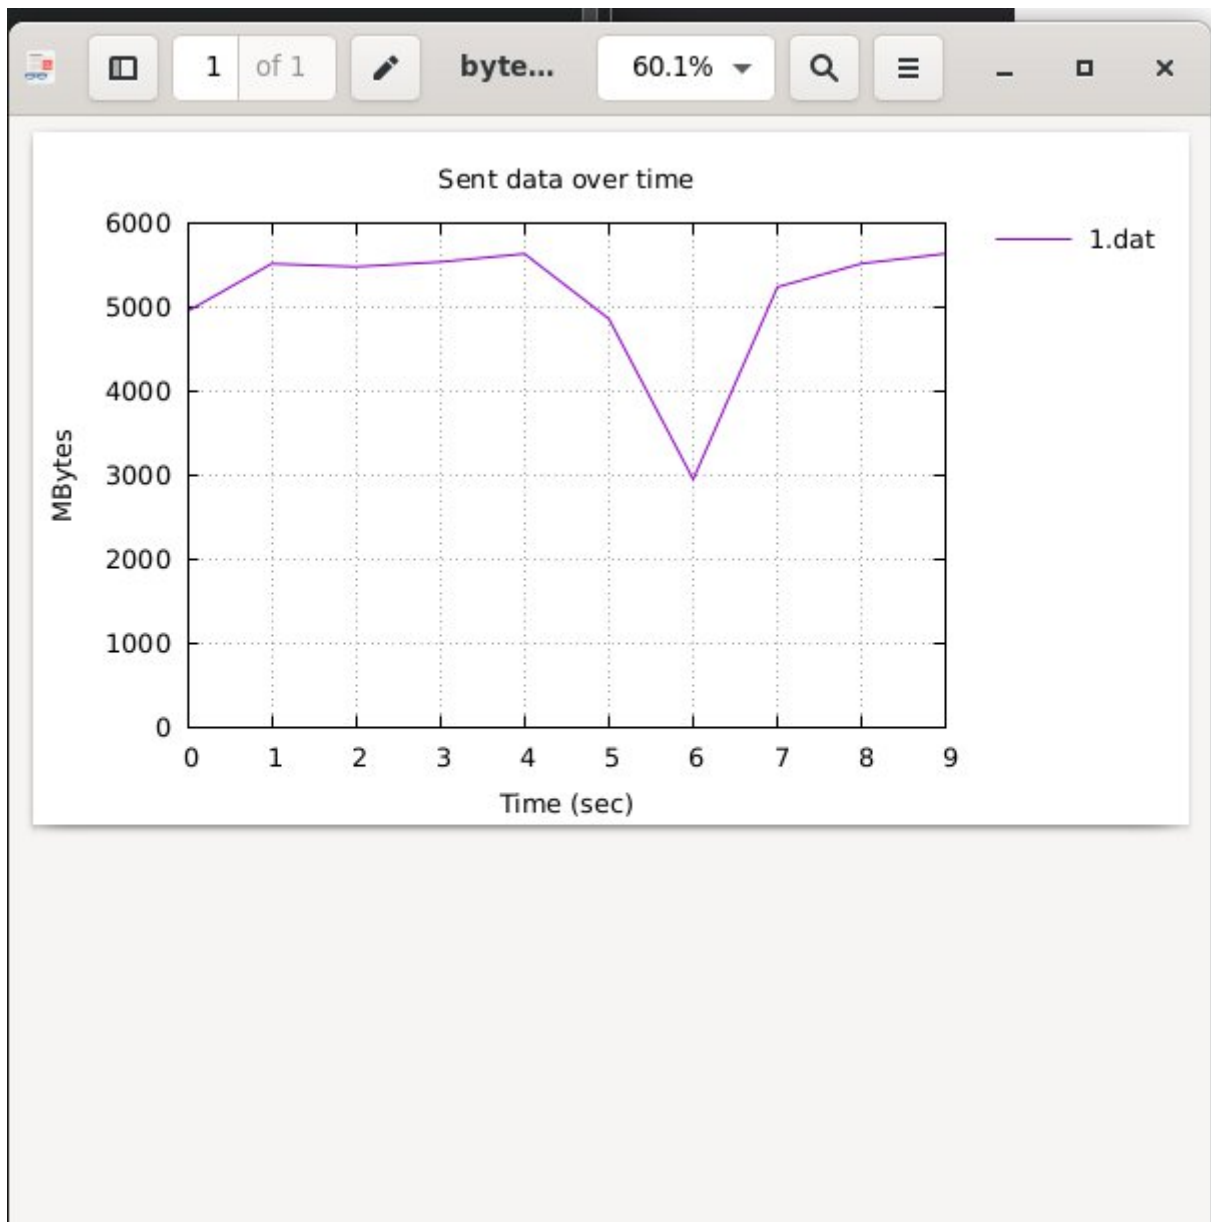 1 of 1 byte... 60.1%
Sent data over time
6000
1.dat
5000
4000
MBytes
3000
2000
1000
0
0 1 2 3 4 5 6 7 8 9
Time (sec)